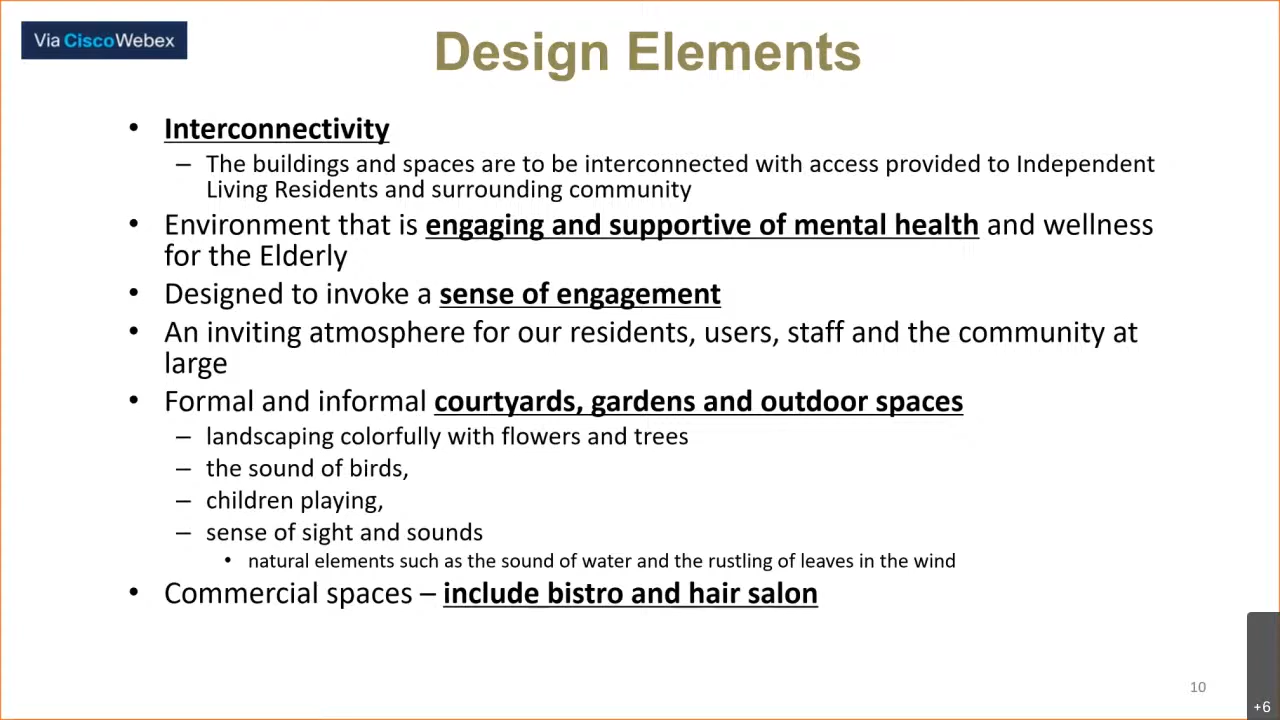 Via Cisco Webex
Design Elements
• Interconnectivity
– The buildings and spaces are to be interconnected with access provided to Independent
Living Residents and surrounding community
• Environment that is engaging and supportive of mental health and wellness
for the Elderly
• Designed to invoke a sense of engagement
• An inviting atmosphere for our residents, users, staff and the community at
large
• Formal and informal courtyards, gardens and outdoor spaces
– landscaping colorfully with flowers and trees
– the sound of birds,
– children playing,
– sense of sight and sounds
• natural elements such as the sound of water and the rustling of leaves in the wind
• Commercial spaces – include bistro and hair salon
10
+6